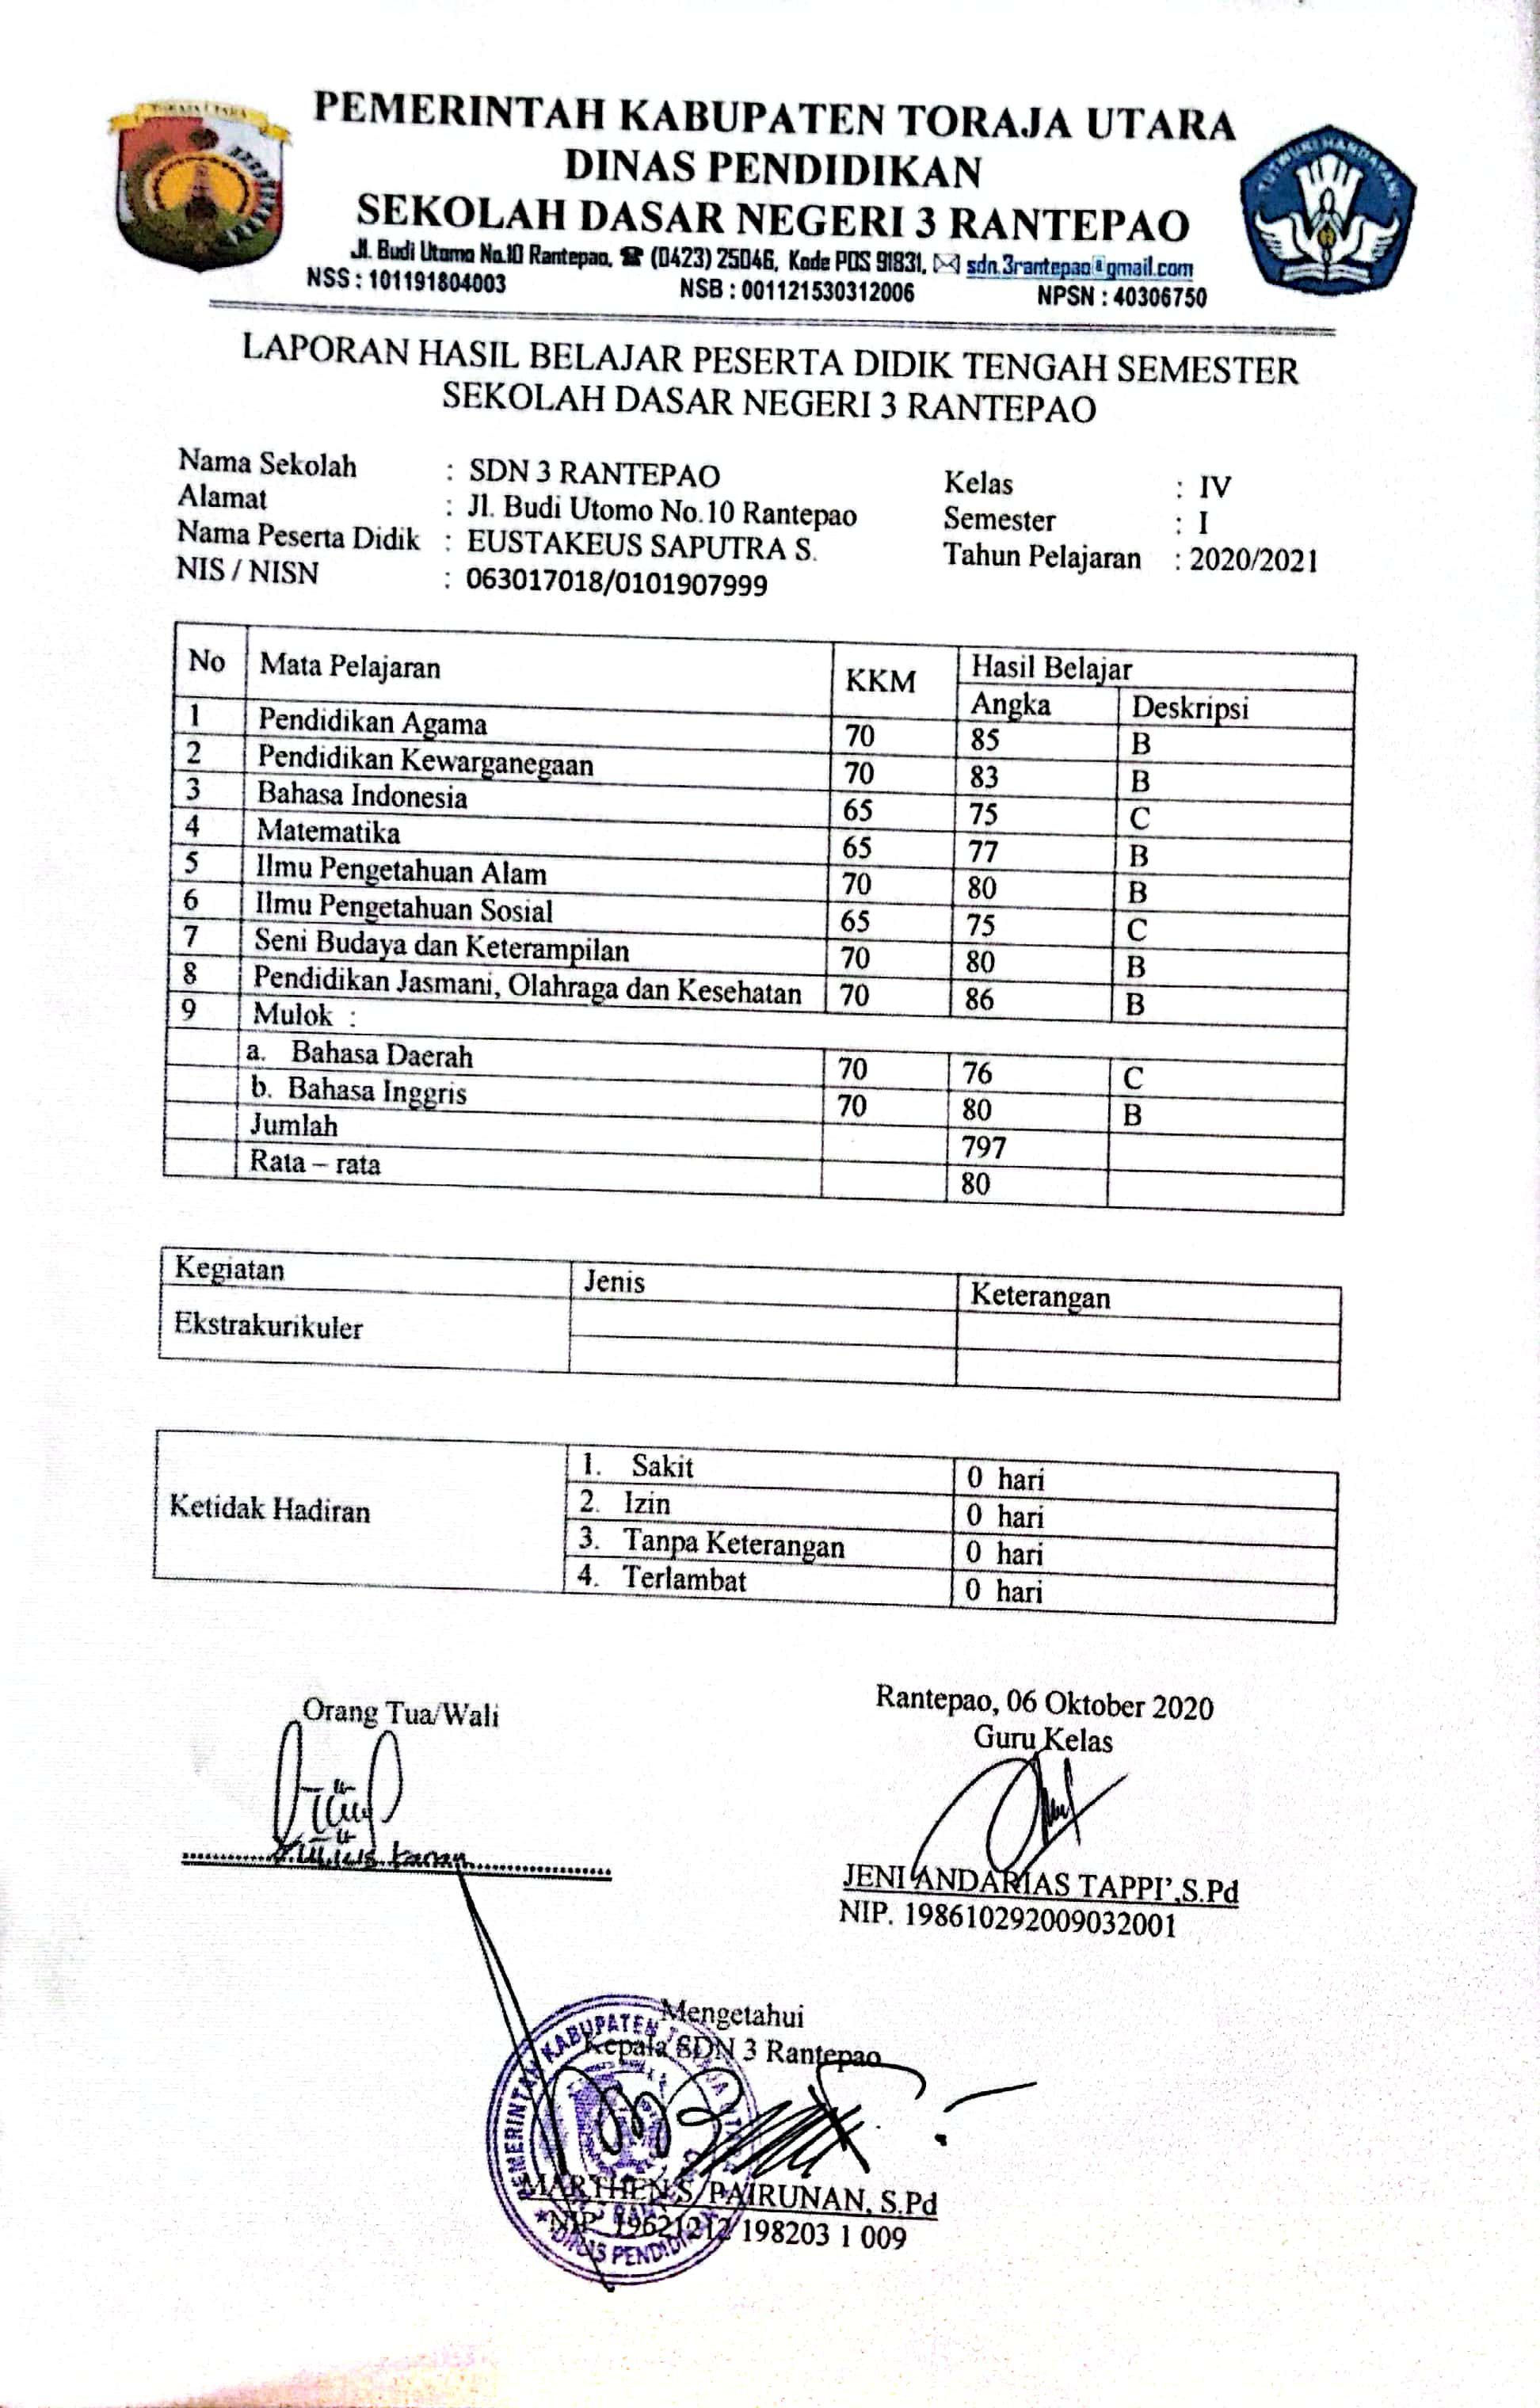 TORAJA UTARA
TUT WURI HANDAYANI
PEMERINTAH KABUPATEN TORAJA UTARA
DINAS PENDIDIKAN
SEKOLAH DASAR NEGERI 3 RANTEPAO
Jl. Budi Utomo No.10 Rantepao, ☎ (0423) 25046, Kode POS 91831, ✉ sdn.3rantepao@gmail.com
NSS : 101191804003 NSB : 001121530312006 NPSN : 40306750
LAPORAN HASIL BELAJAR PESERTA DIDIK TENGAH SEMESTER
SEKOLAH DASAR NEGERI 3 RANTEPAO
Nama Sekolah : SDN 3 RANTEPAO Kelas : IV
Alamat : Jl. Budi Utomo No.10 Rantepao Semester : I
Nama Peserta Didik : EUSTAKEUS SAPUTRA S. Tahun Pelajaran : 2020/2021
NIS / NISN : 063017018/0101907999
No Mata Pelajaran KKM Hasil Belajar
Angka Deskripsi
1 Pendidikan Agama 70 85 B
2 Pendidikan Kewarganegaan 70 83 B
3 Bahasa Indonesia 65 75 C
4 Matematika 65 77 B
5 Ilmu Pengetahuan Alam 70 80 B
6 Ilmu Pengetahuan Sosial 65 75 C
7 Seni Budaya dan Keterampilan 70 80 B
8 Pendidikan Jasmani, Olahraga dan Kesehatan 70 86 B
9 Mulok :
a. Bahasa Daerah 70 76 C
b. Bahasa Inggris 70 80 B
Jumlah 797
Rata – rata 80
Kegiatan Jenis Keterangan
Ekstrakurikuler
Ketidak Hadiran
1. Sakit 0 hari
2. Izin 0 hari
3. Tanpa Keterangan 0 hari
4. Terlambat 0 hari
Rantepao, 06 Oktober 2020
Orang Tua/Wali Guru Kelas
JENI ANDARIAS TAPPI',S.Pd
NIP. 198610292009032001
Mengetahui
Kepala SDN 3 Rantepao
PEMERINTAH KABUPATEN
DINAS PENDIDIKAN
MARTHEN S. PAIRUNAN, S.Pd
NIP 19621212 198203 1 009